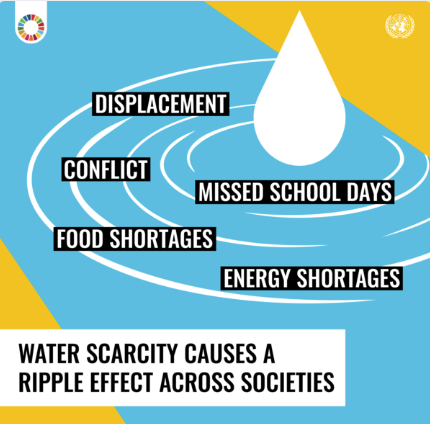 DISPLACEMENT
CONFLICT
MISSED SCHOOL DAYS
FOOD SHORTAGES
ENERGY SHORTAGES
WATER SCARCITY CAUSES A
RIPPLE EFFECT ACROSS SOCIETIES